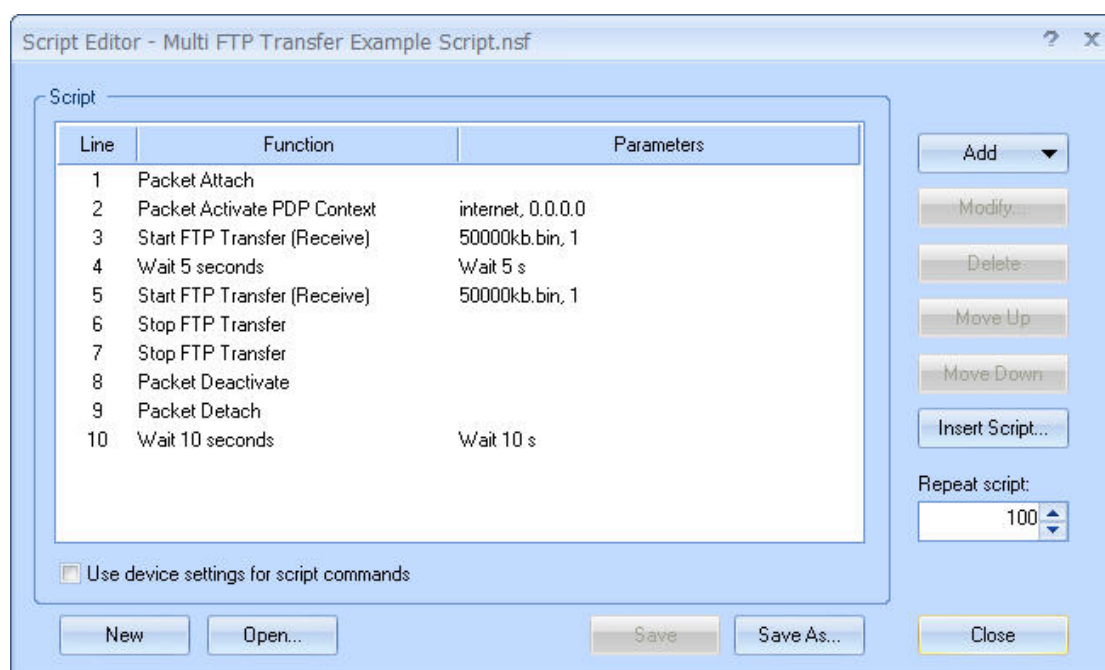 Script Editor - Multi FTP Transfer Example Script.nsf
Script
Line Function Parameters
1 Packet Attach
2 Packet Activate PDP Context internet, 0.0.0.0
3 Start FTP Transfer (Receive) 50000kb.bin, 1
4 Wait 5 seconds Wait 5 s
5 Start FTP Transfer (Receive) 50000kb.bin, 1
6 Stop FTP Transfer
7 Stop FTP Transfer
8 Packet Deactivate
9 Packet Detach
10 Wait 10 seconds Wait 10 s
Add
Modify...
Delete
Move Up
Move Down
Insert Script...
Repeat script:
100
Use device settings for script commands
New Open... Save Save As... Close